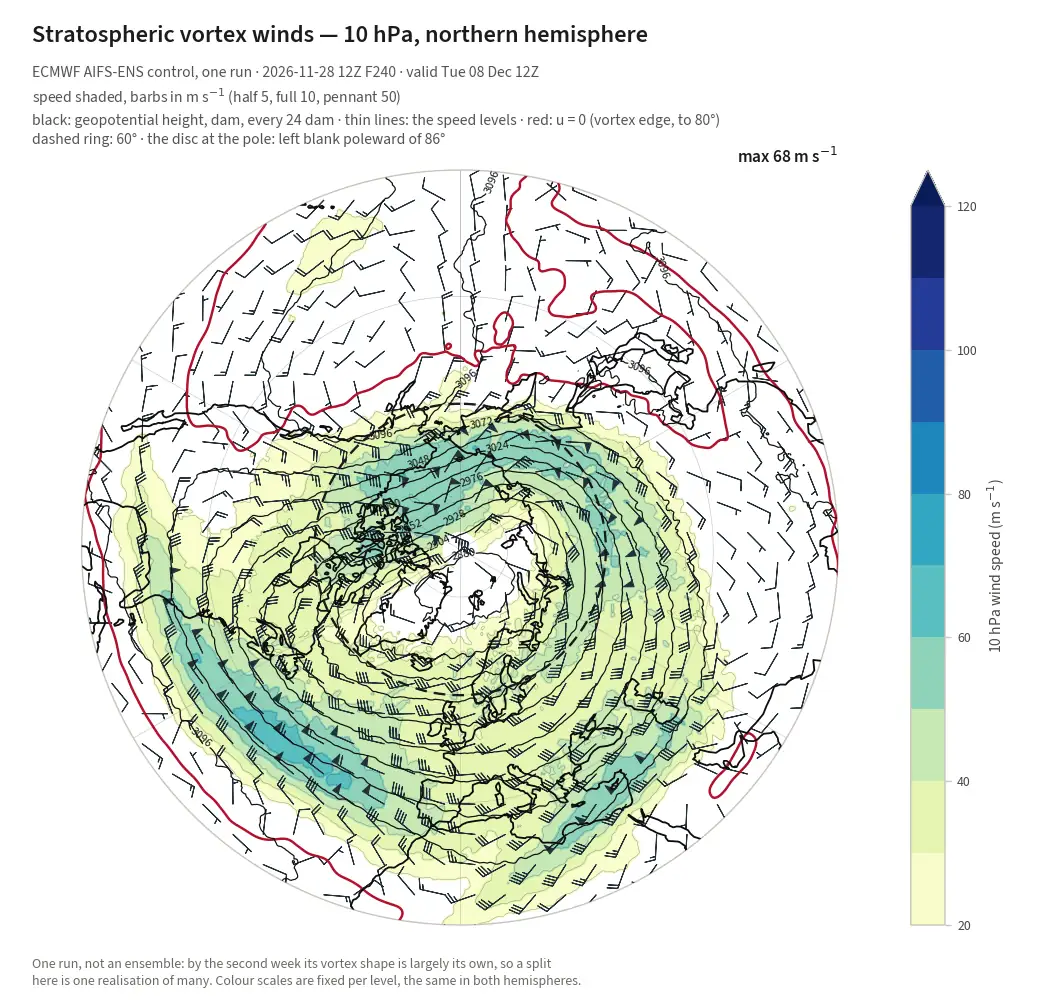 Stratospheric vortex winds — 10 hPa, northern hemisphere
ECMWF AIFS-ENS control, one run · 2026-11-28 12Z F240 · valid Tue 08 Dec 12Z
speed shaded, barbs in m s⁻¹ (half 5, full 10, pennant 50)
black: geopotential height, dam, every 24 dam · thin lines: the speed levels · red: u = 0 (vortex edge, to 80°)
dashed ring: 60° · the disc at the pole: left blank poleward of 86°
max 68 m s⁻¹
3096
3096
3096
3096
3096
3072
3048
3024
2976
2928
3096
120
100
80
60
40
20
10 hPa wind speed (m s⁻¹)
One run, not an ensemble: by the second week its vortex shape is largely its own, so a split
here is one realisation of many. Colour scales are fixed per level, the same in both hemispheres.